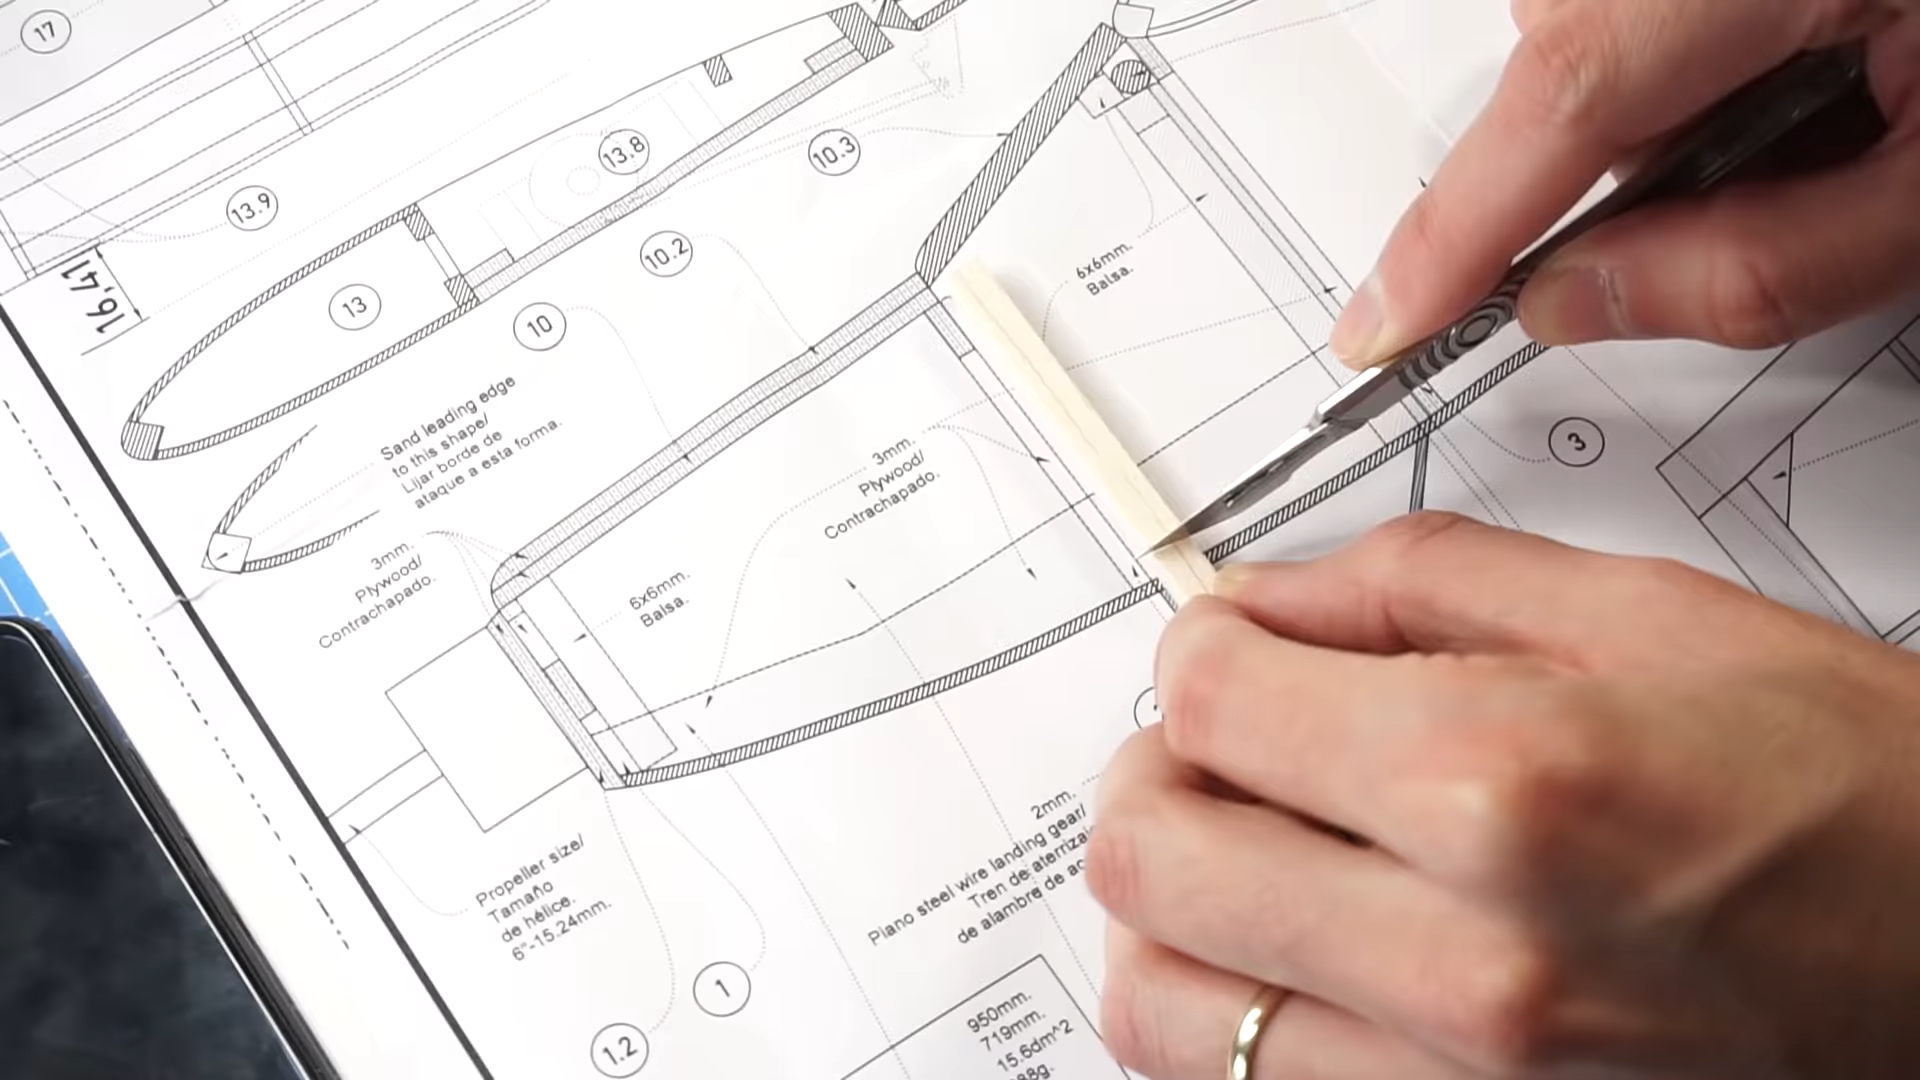 17
13.9
16,41
13
13.8
10.3
10.2
10
Sand leading edge
to this shape/
Lijar borde de
ataque a esta forma.
3mm.
Plywood/
Contrachapado.
6x6mm.
Balsa.
3mm.
Plywood/
Contrachapado.
6x6mm.
Balsa.
3
Propeller size/
Tamaño
de hélice.
6"-15.24mm.
2mm.
Piano steel wire landing gear/
Tren de
de alambre de
1
1.2
950mm.
719mm.
15.6dm^2